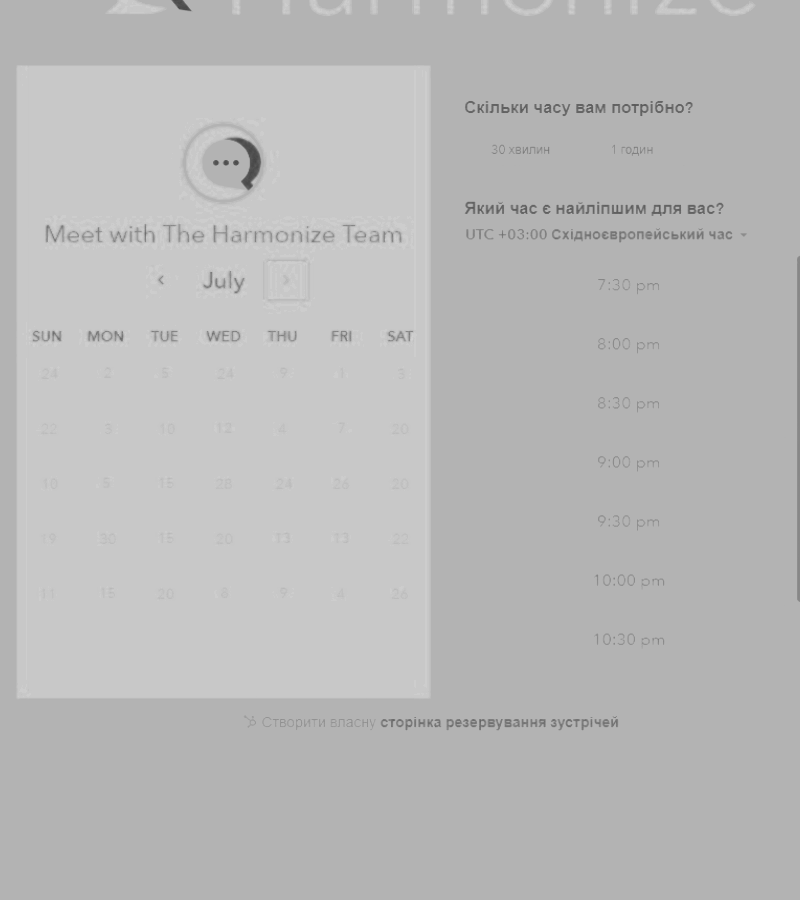 Harmonize
Meet with The Harmonize Team
July
SUN MON TUE WED THU FRI SAT
24 2 5 24 9 1 3
22 3 10 12 4 7 20
10 5 15 28 24 26 20
19 30 15 20 13 13 22
11 15 20 8 9 4 26
Скільки часу вам потрібно?
30 хвилин 1 годин
Який час є найліпшим для вас?
UTC +03:00 Східноєвропейський час
7:30 pm
8:00 pm
8:30 pm
9:00 pm
9:30 pm
10:00 pm
10:30 pm
Створити власну сторінка резервування зустрічей